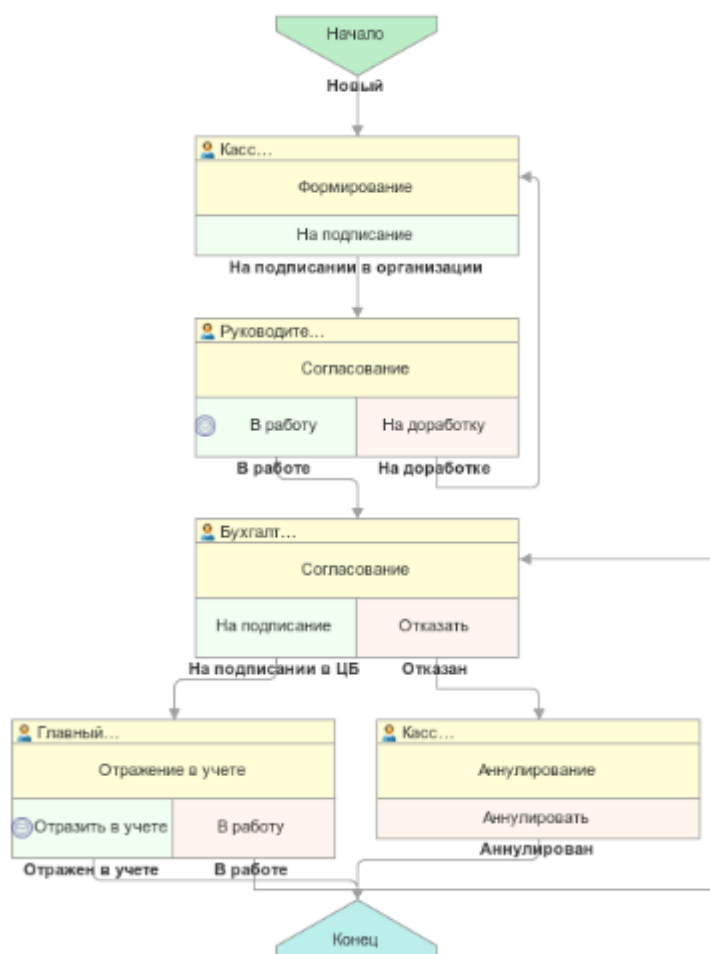 Начало
Новый
Касс...
Формирование
На подписание
На подписании в организации
Руководите...
Согласование
В работу На доработку
В работе На доработке
Бухгалт...
Согласование
На подписание Отказать
На подписании в ЦБ Отказан
Главный... Касс...
Отражение в учете Аннулирование
Отразить в учете В работу Аннулировать
Аннулирован
Отражен в учете В работе
Конец